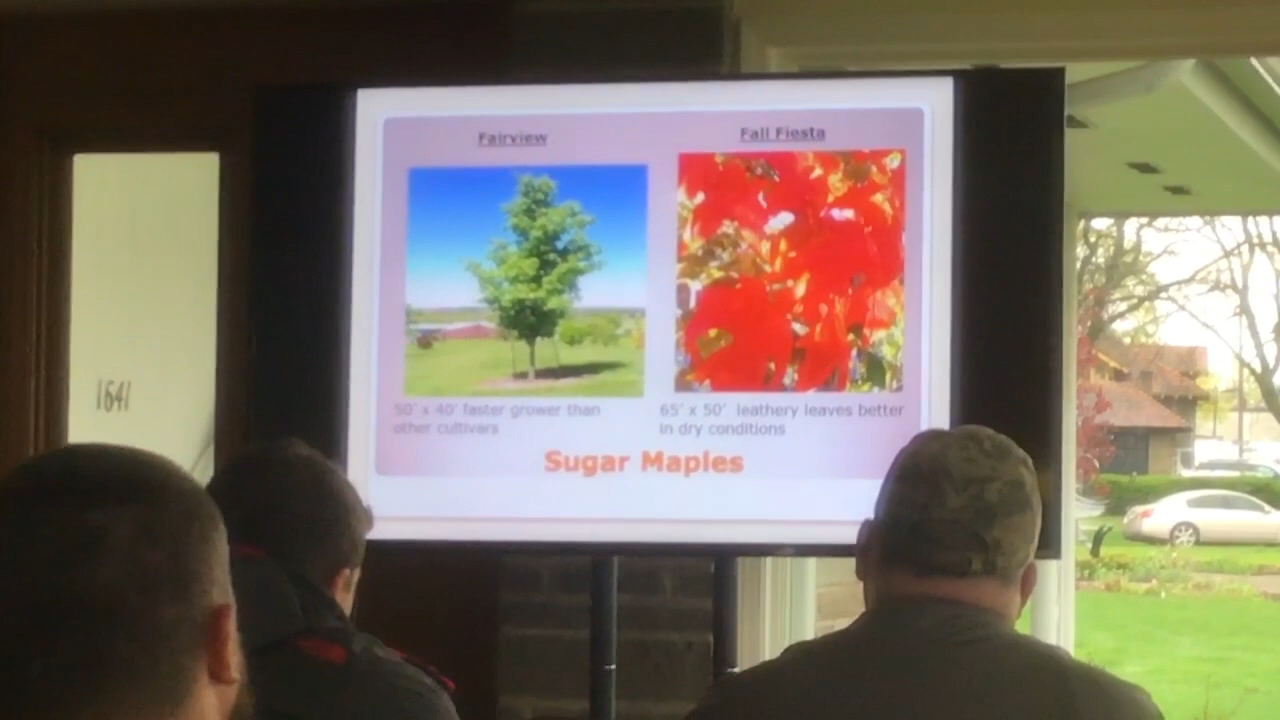 Fairview
Fall Fiesta
50' x 40' faster grower than
other cultivars
65' x 50' leathery leaves better
in dry conditions
Sugar Maples
1641